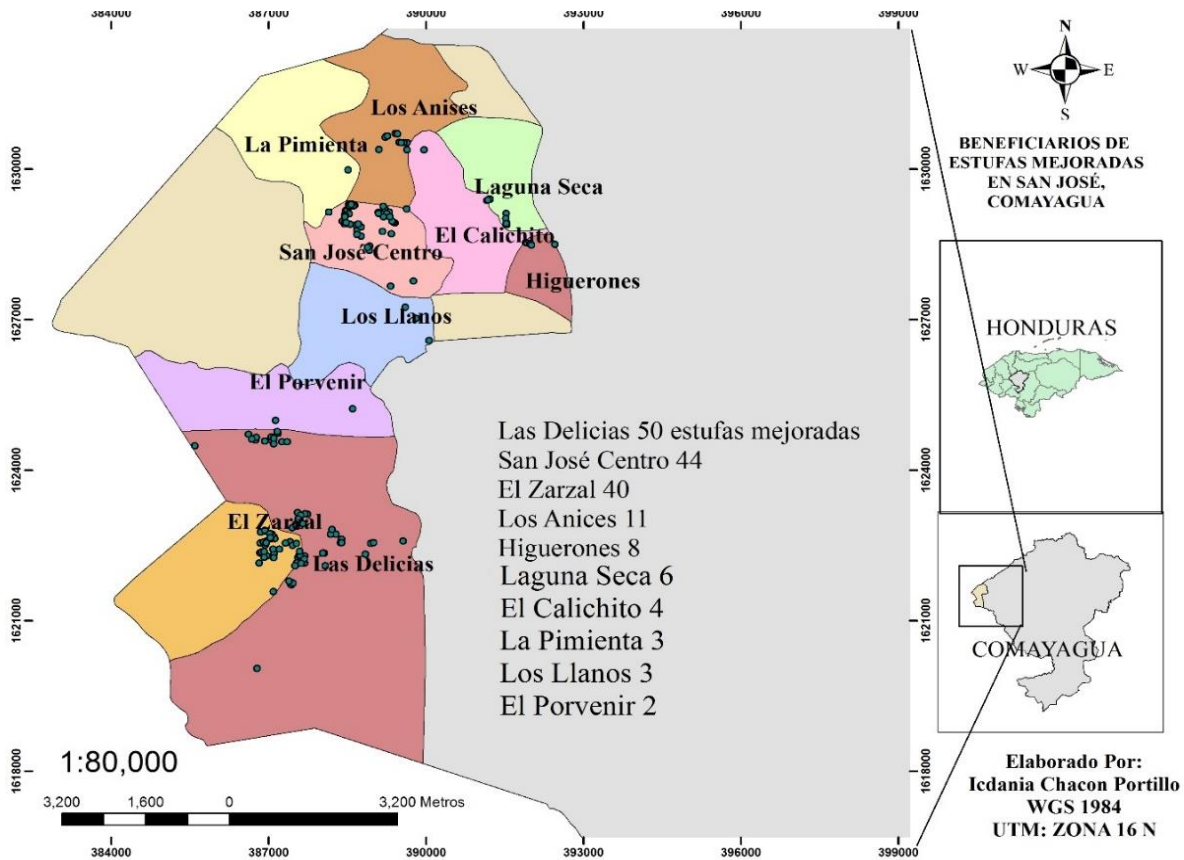 384000 387000 390000 393000 396000 399000
N
W E
S
BENEFICIARIOS DE
ESTUFAS MEJORADAS
EN SAN JOSÉ,
COMAYAGUA
1630000
1627000
1624000
1621000
1618000
Los Anises
La Pimienta
Laguna Seca
El Calichito
San José Centro
Higuerones
Los Llanos
El Porvenir
El Zarzal
Las Delicias
Las Delicias 50 estufas mejoradas
San José Centro 44
El Zarzal 40
Los Anices 11
Higuerones 8
Laguna Seca 6
El Calichito 4
La Pimienta 3
Los Llanos 3
El Porvenir 2
1630000
1627000
1624000
1621000
1618000
HONDURAS
COMAYAGUA
1:80,000
3,200 1,600 0 3,200 Metros
384000 387000 390000 393000 396000 399000
Elaborado Por:
Icdania Chacon Portillo
WGS 1984
UTM: ZONA 16 N